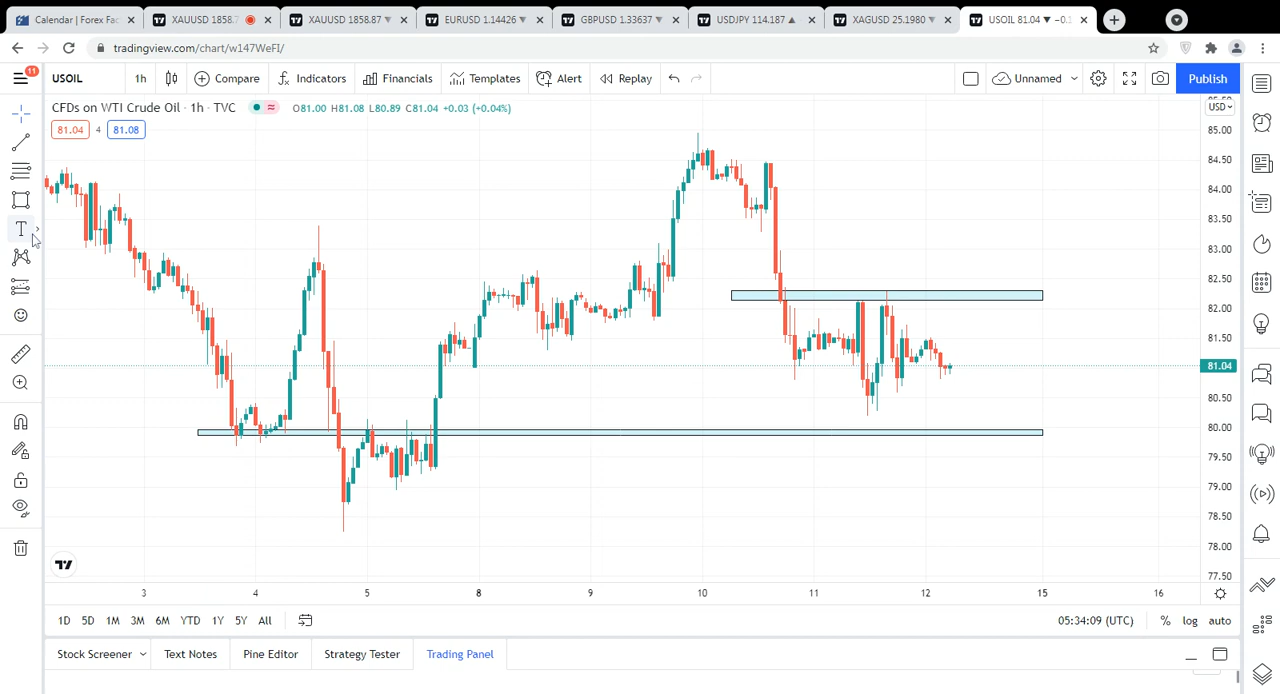 Calendar | Forex Fac
XAUUSD 1858.
XAUUSD 1858.87 ▼
EURUSD 1.14426 ▼
GBPUSD 1.33637 ▼
USDJPY 114.187 ▲
XAGUSD 25.1980 ▼
USOIL 81.04 ▼ −0.
tradingview.com/chart/w147WeFI/
11
USOIL
1h
Compare
Indicators
Financials
Templates
Alert
Replay
Unnamed
Publish
CFDs on WTI Crude Oil · 1h · TVC
O81.00 H81.08 L80.89 C81.04 +0.03 (+0.04%)
USD
81.04
4
81.08
85.00
84.50
84.00
83.50
83.00
82.50
82.00
81.50
81.04
80.50
80.00
79.50
79.00
78.50
78.00
77.50
3
4
5
8
9
10
11
12
15
16
1D
5D
1M
3M
6M
YTD
1Y
5Y
All
05:34:09 (UTC)
%
log
auto
Stock Screener
Text Notes
Pine Editor
Strategy Tester
Trading Panel